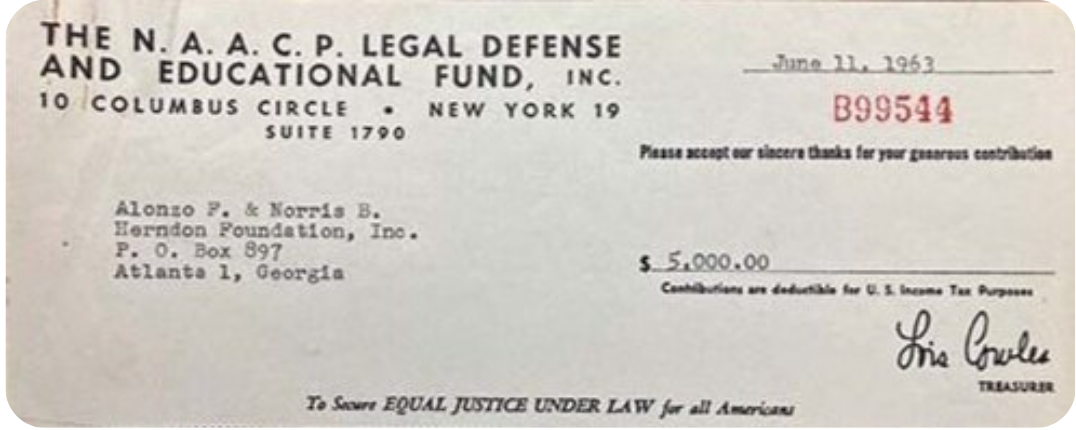 THE N. A. A. C. P. LEGAL DEFENSE
AND EDUCATIONAL FUND, INC.
10 COLUMBUS CIRCLE • NEW YORK 19
SUITE 1790
June 11, 1963
B99544
Please accept our sincere thanks for your generous contribution
Alonzo F. & Norris B.
Herndon Foundation, Inc.
P. O. Box 897
Atlanta 1, Georgia
$ 5,000.00
Contributions are deductible for U. S. Income Tax Purposes
Lois Cowles
TREASURER
To Secure EQUAL JUSTICE UNDER LAW for all Americans